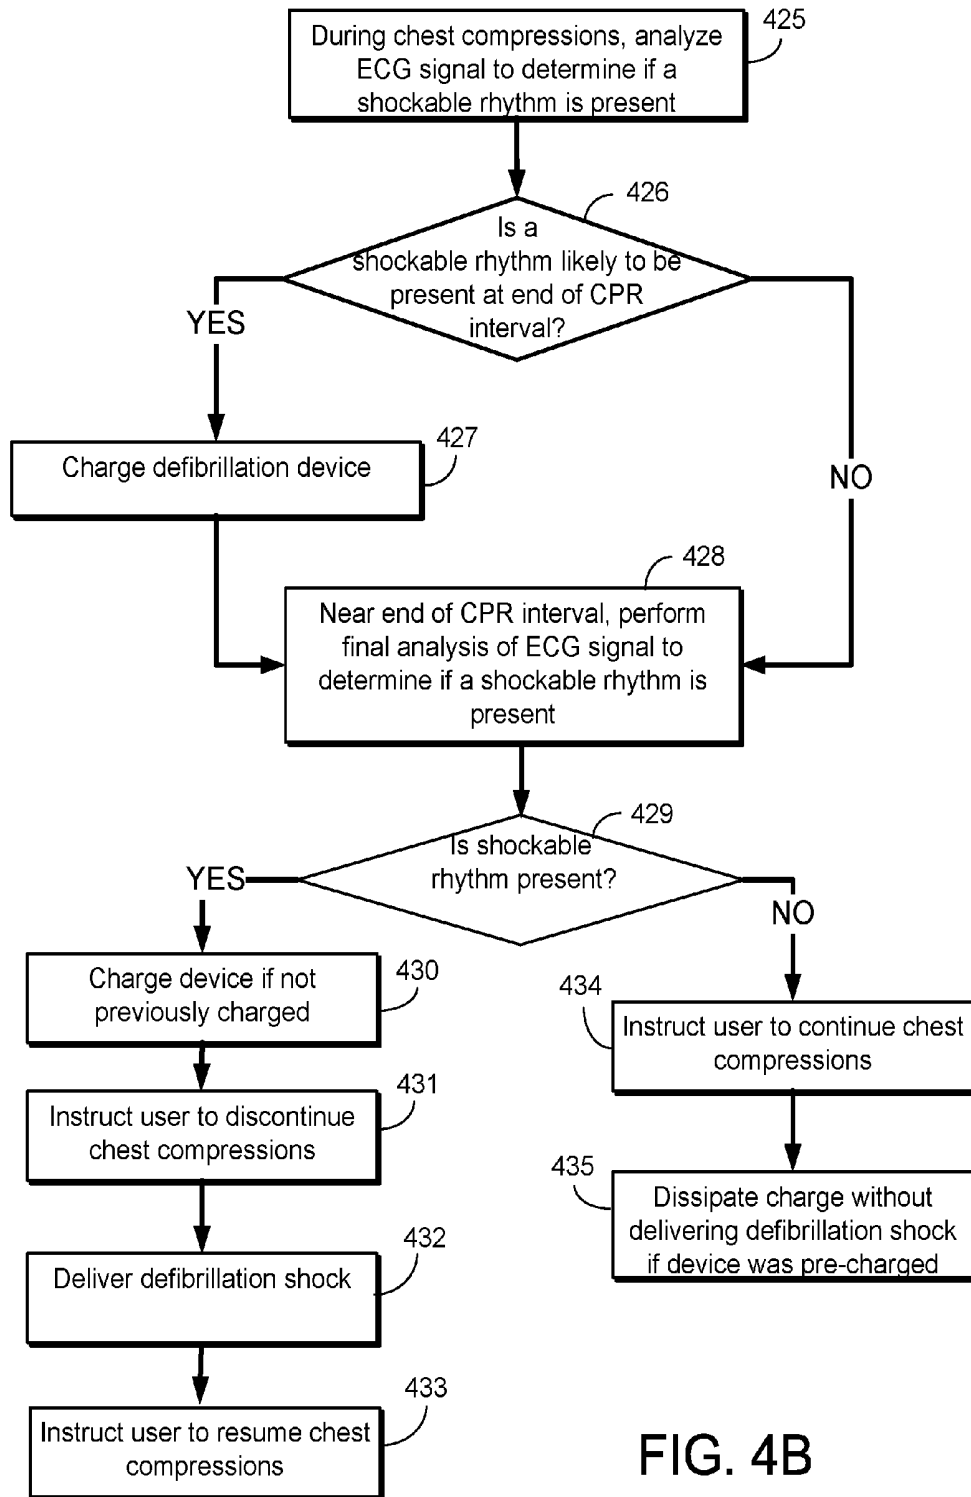 425
During chest compressions, analyze
ECG signal to determine if a
shockable rhythm is present
426
Is a
shockable rhythm likely to be
present at end of CPR
interval?
YES
NO
427
Charge defibrillation device
428
Near end of CPR interval, perform
final analysis of ECG signal to
determine if a shockable rhythm is
present
429
Is shockable
rhythm present?
YES
NO
430
Charge device if not
previously charged
431
Instruct user to discontinue
chest compressions
432
Deliver defibrillation shock
433
Instruct user to resume chest
compressions
434
Instruct user to continue chest
compressions
435
Dissipate charge without
delivering defibrillation shock
if device was pre-charged
FIG. 4B